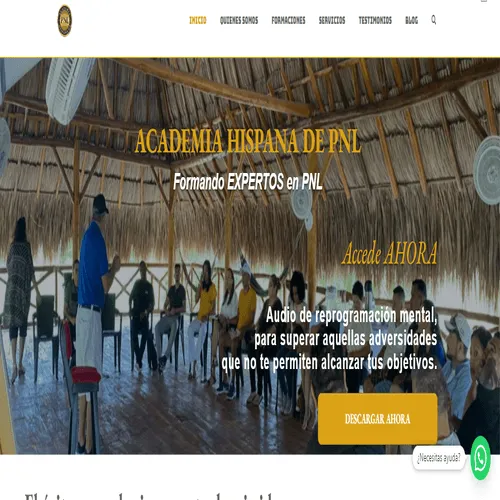 INICIO QUIENES SOMOS FORMACIONES SERVICIOS TESTIMONIOS BLOG
ACADEMIA HISPANA DE PNL
Formando EXPERTOS en PNL
Accede AHORA
Audio de reprogramación mental,
para superar aquellas adversidades
que no te permiten alcanzar tus objetivos.
DESCARGAR AHORA
¿Necesitas ayuda?